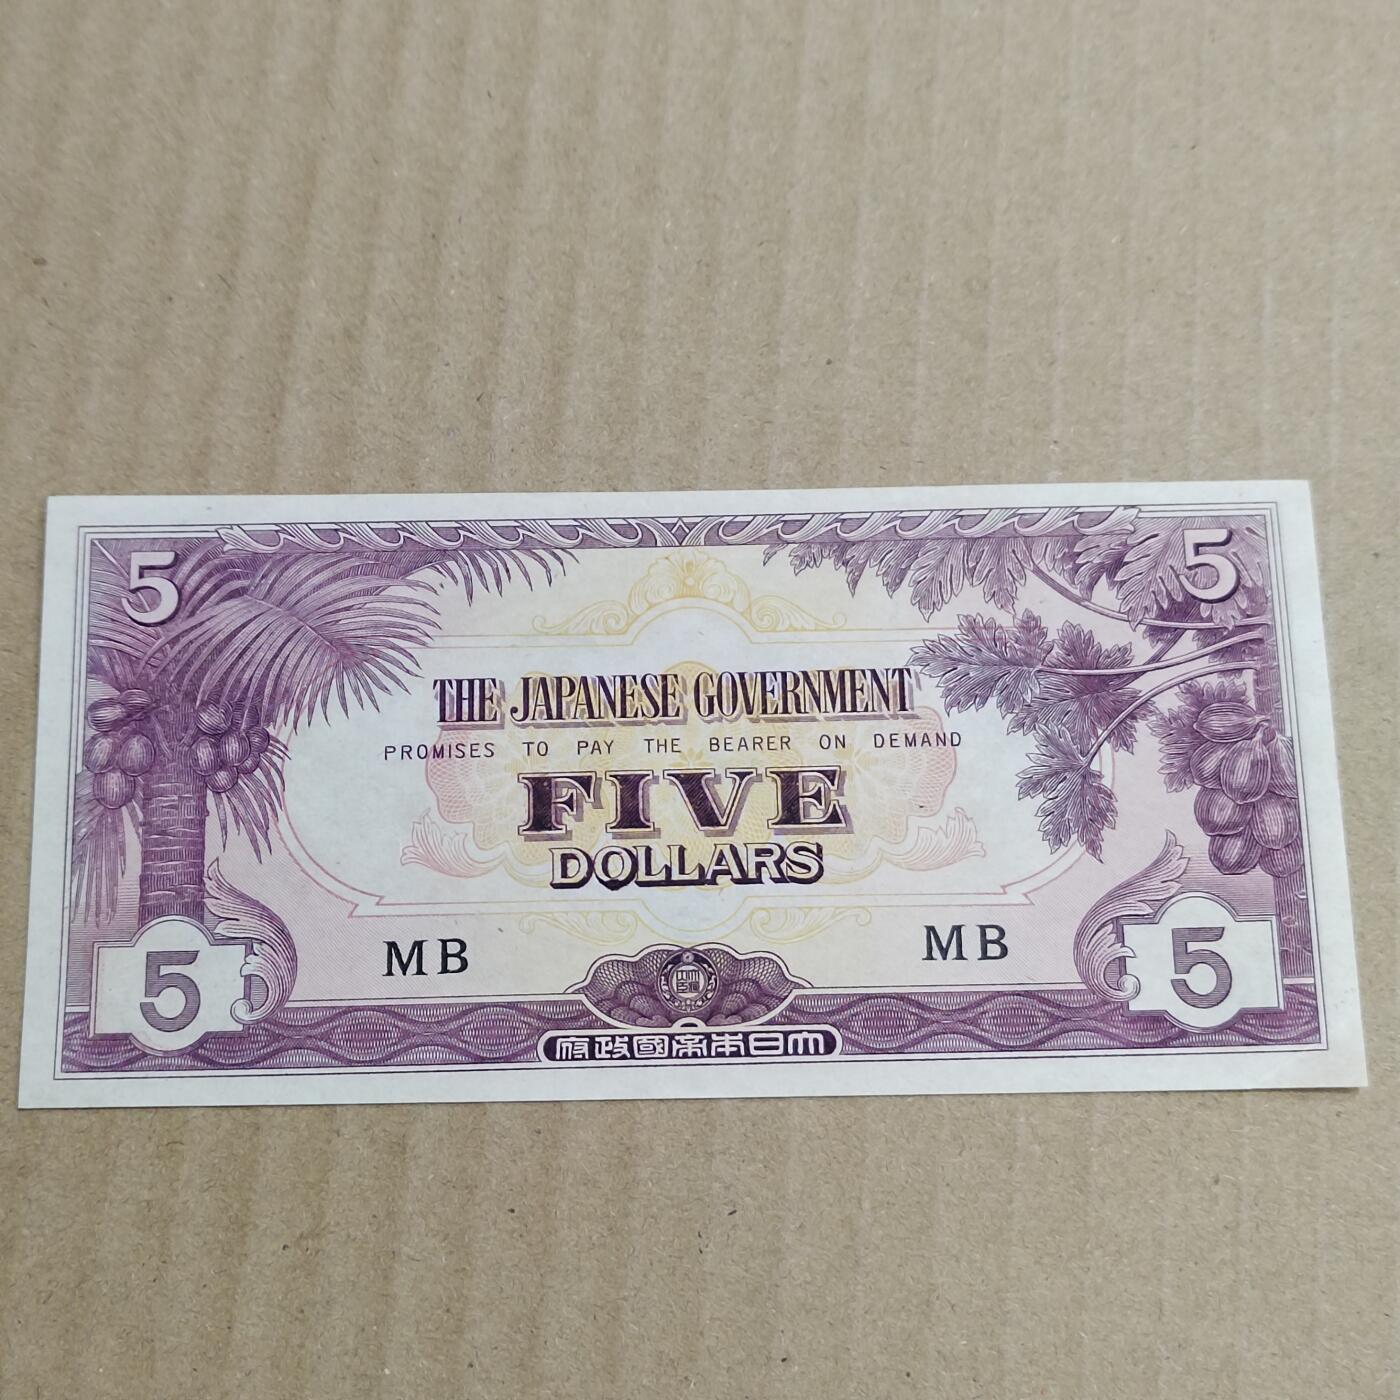 5 5
THE JAPANESE GOVERNMENT
PROMISES TO PAY THE BEARER ON DEMAND
FIVE
DOLLARS
MB MB
5 5
府政國帝本日大